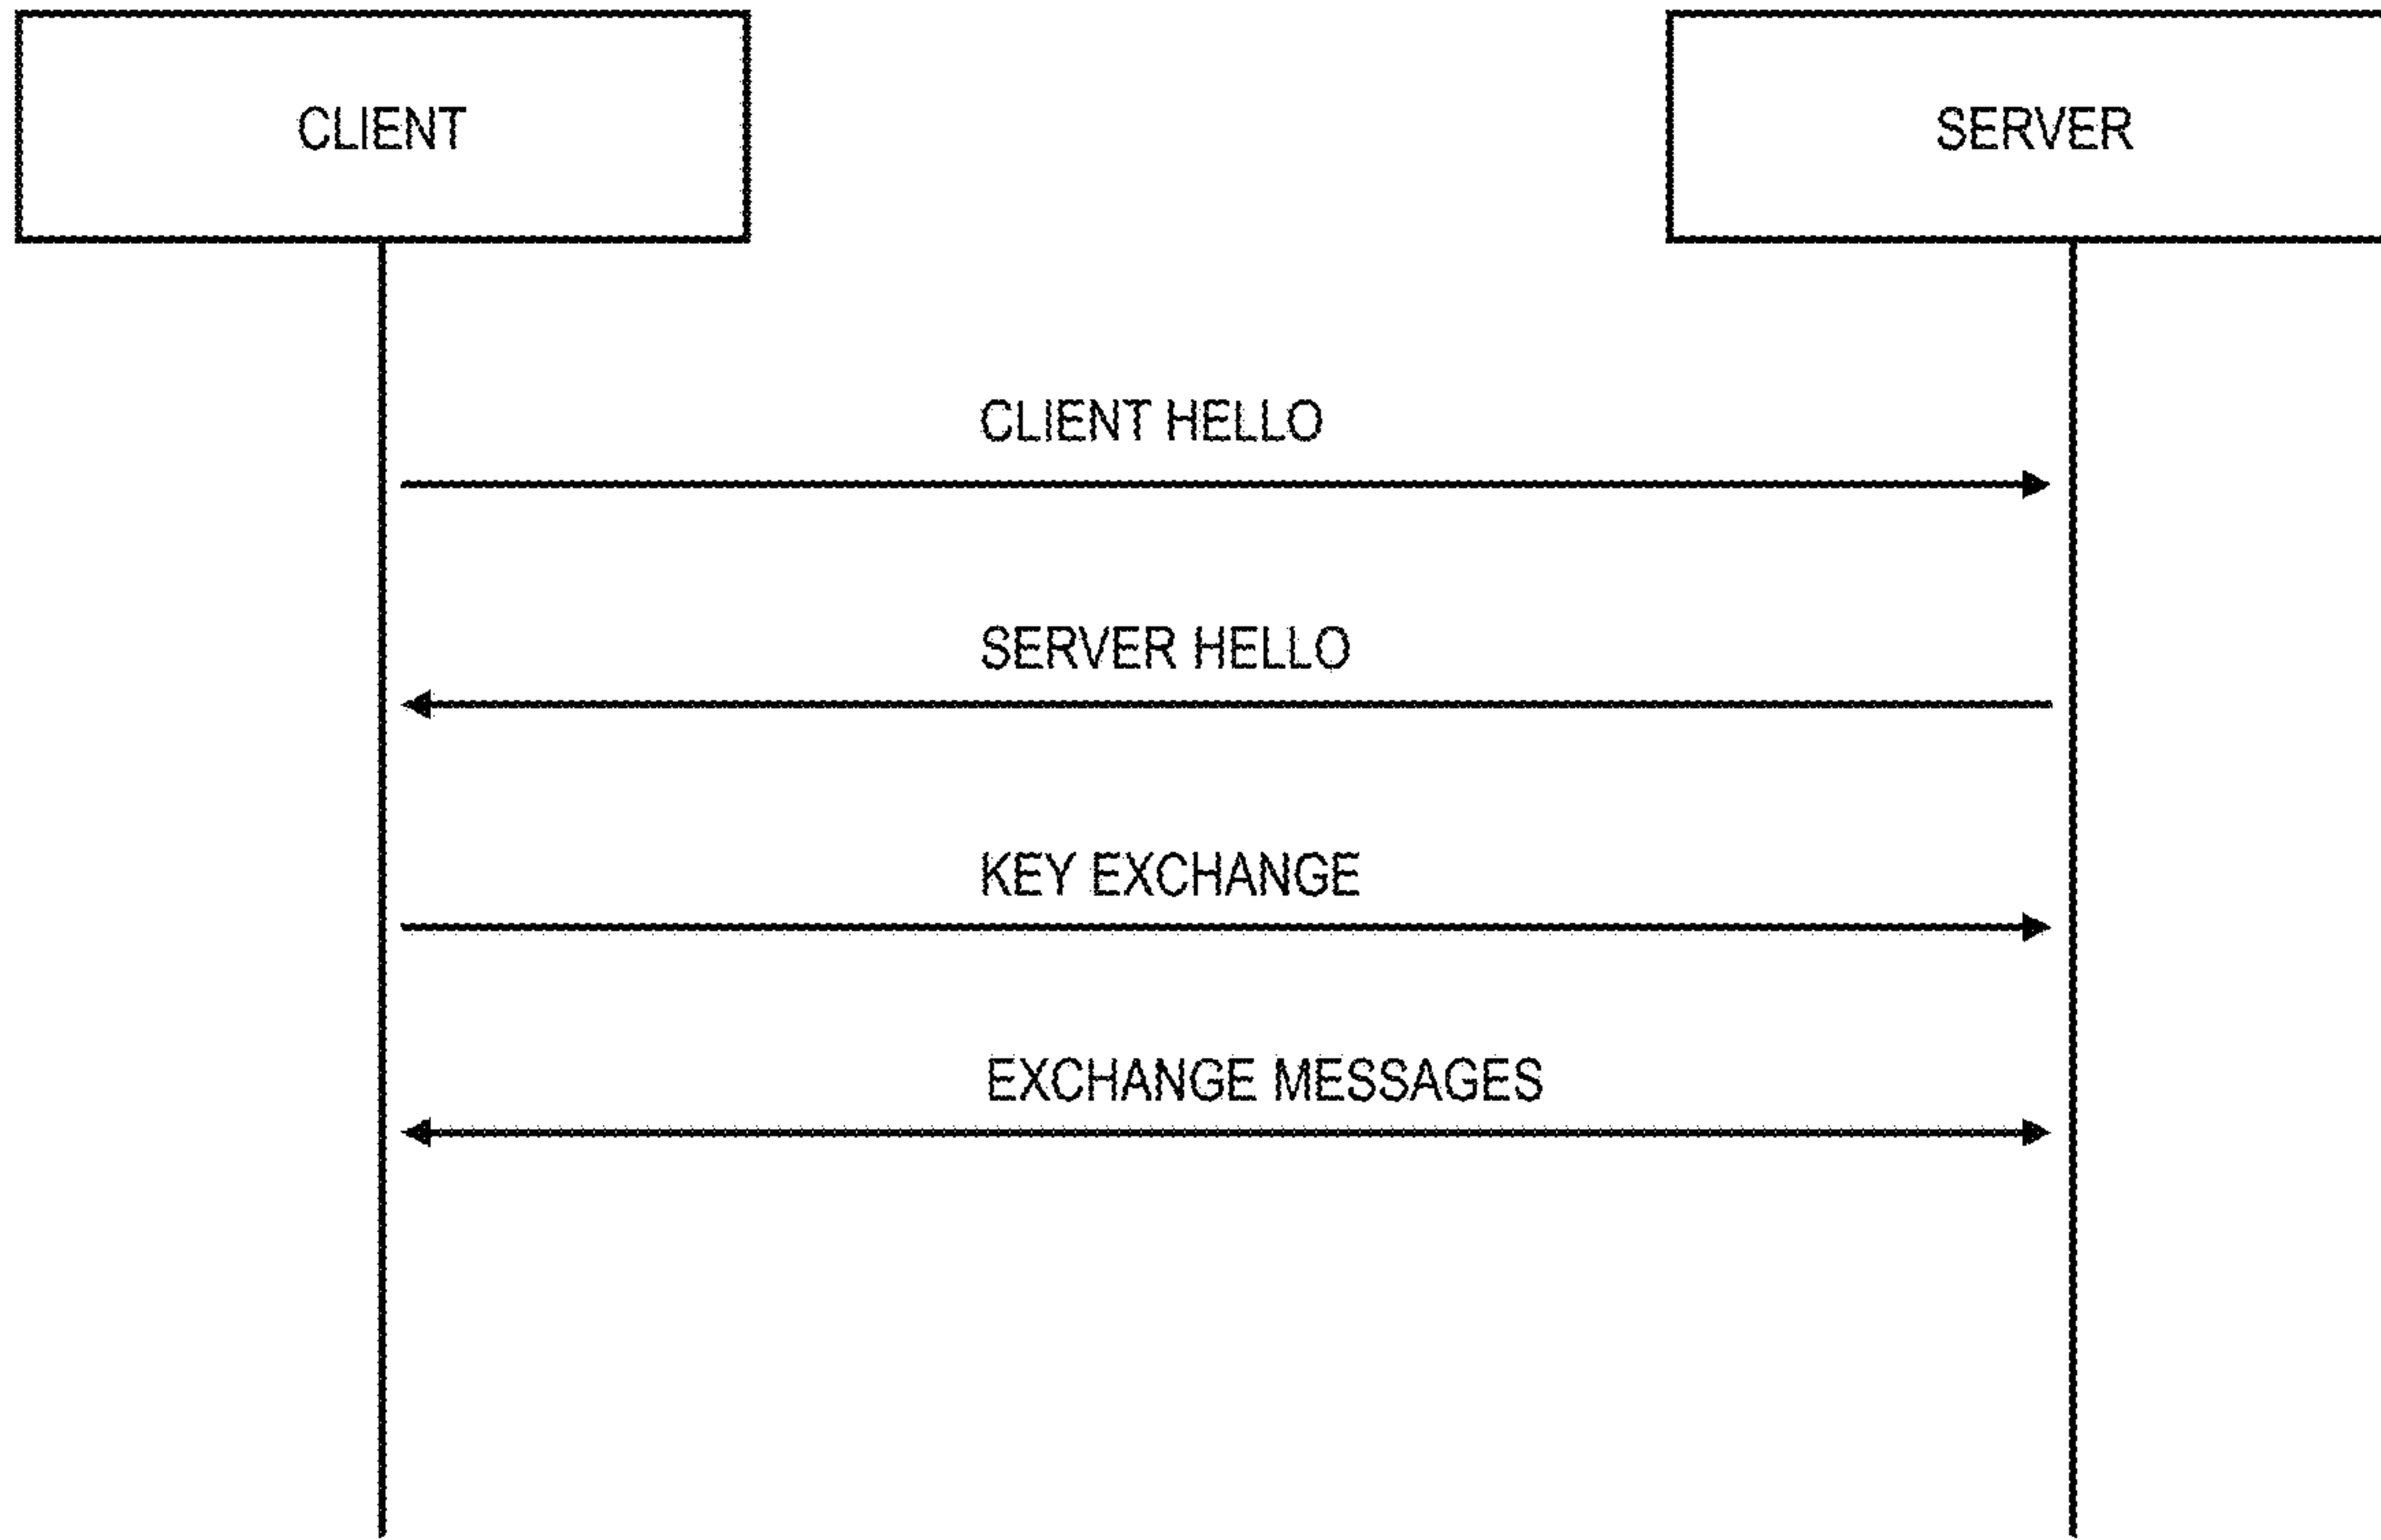 CLIENT
SERVER
CLIENT HELLO
SERVER HELLO
KEY EXCHANGE
EXCHANGE MESSAGES